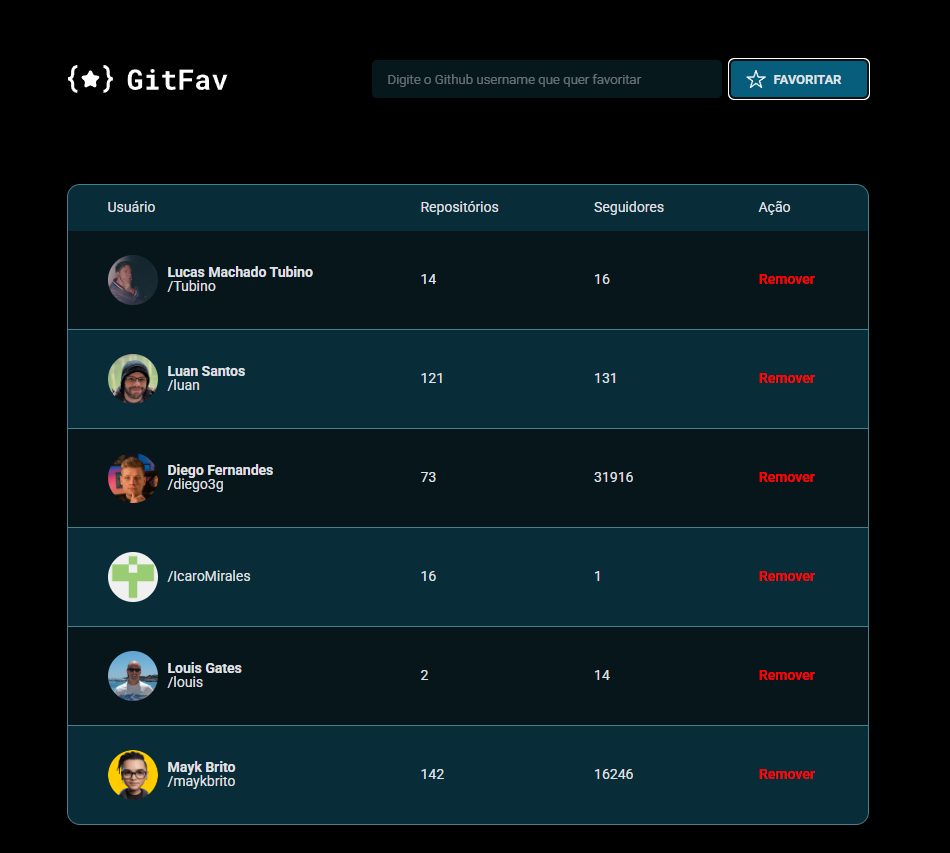 {★} GitFav
Digite o Github username que quer favoritar
FAVORITAR
Usuário Repositórios Seguidores Ação
Lucas Machado Tubino
/Tubino
14 16 Remover
Luan Santos
/luan
121 131 Remover
Diego Fernandes
/diego3g
73 31916 Remover
/IcaroMirales 16 1 Remover
Louis Gates
/louis
2 14 Remover
Mayk Brito
/maykbrito
142 16246 Remover